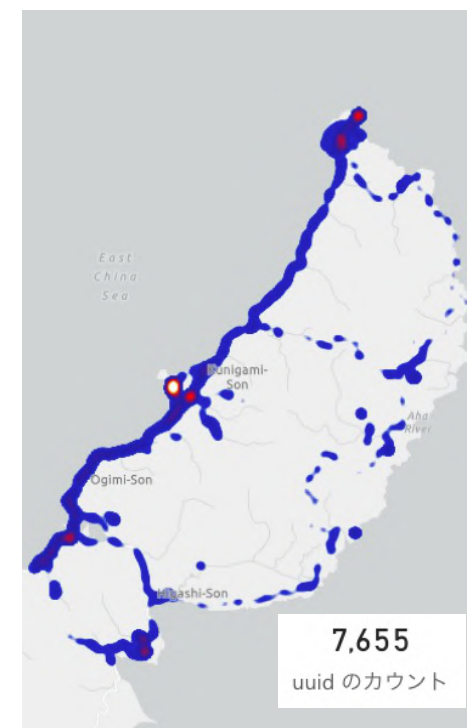 East
China
Sea
Kunigami-
Son
Aha
River
Ogimi-Son
Higashi-Son
7,655
uuid のカウント